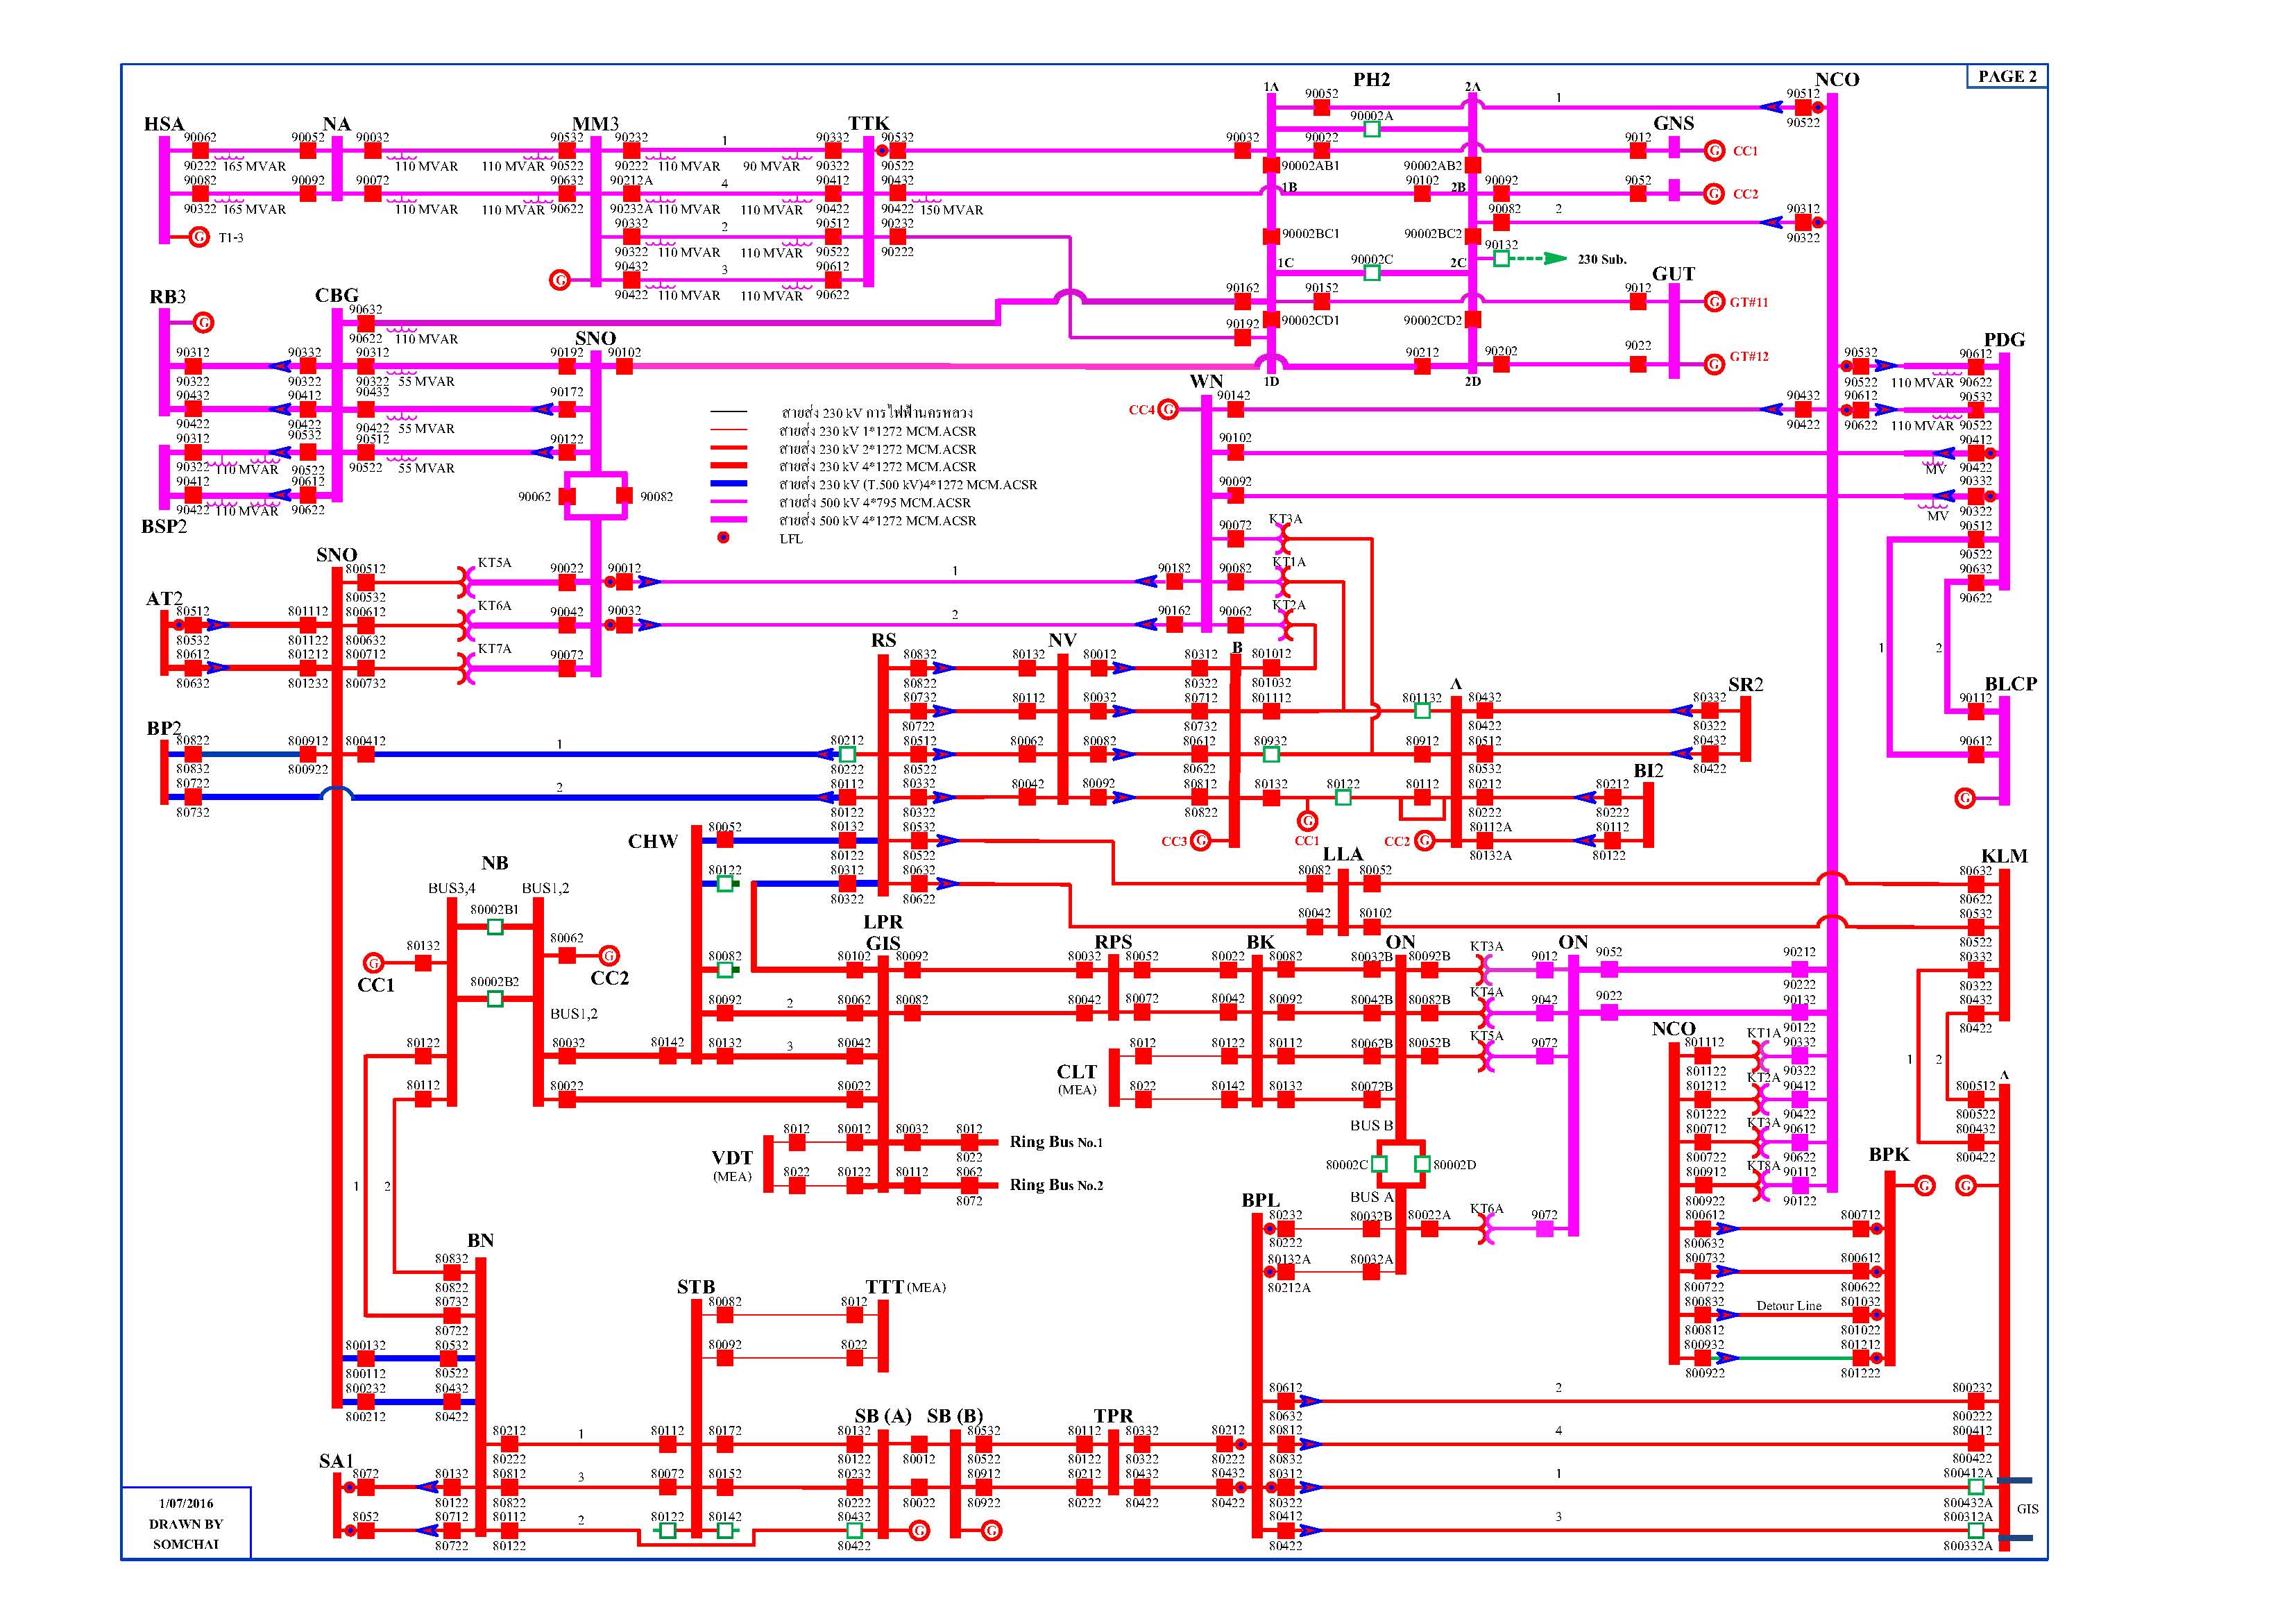 PAGE 2
PH2
NCO
1A
2A
90052
1
90512
90522
90002A
HSA
NA
MM3
TTK
GNS
90062
90052
90032
90532
90232
1
90332
90532
90032
90022
9012
CC1
90222
165 MVAR
110 MVAR
110 MVAR
90522
90222
110 MVAR
90 MVAR
90322
90522
90002AB1
90002AB2
90082
90092
90072
90632
90212A
4
90412
90432
1B
90102
2B
90092
9052
CC2
90322
165 MVAR
110 MVAR
110 MVAR
90622
90232A
110 MVAR
110 MVAR
90422
90422
150 MVAR
90082
2
90312
90322
T1-3
90332
2
90512
90232
90002BC1
90002BC2
90322
110 MVAR
110 MVAR
90522
90222
90132
230 Sub.
90432
3
90612
1C
90002C
2C
90422
110 MVAR
110 MVAR
90622
GUT
RB3
CBG
90632
90162
90152
9012
GT#11
90622
110 MVAR
90192
90002CD1
90002CD2
SNO
PDG
90312
90332
90312
90192
90102
90212
90202
9022
GT#12
90532
90612
90322
90322
55 MVAR
1D
2D
90522
110 MVAR
90622
90432
90412
90432
90172
WN
CC4
90142
90432
90612
90532
90422
90422
90422
55 MVAR
90422
90622
110 MVAR
90522
90312
90532
90512
90122
90102
90412
90322
110 MVAR
90522
90522
55 MVAR
MV
90422
90412
90612
90062
90082
90092
90332
90422
110 MVAR
90622
MV
90322
BSP2
สายส่ง 230 kV การไฟฟ้านครหลวง
สายส่ง 230 kV 1*1272 MCM.ACSR
สายส่ง 230 kV 2*1272 MCM.ACSR
สายส่ง 230 kV 4*1272 MCM.ACSR
สายส่ง 230 kV (T.500 kV)4*1272 MCM.ACSR
สายส่ง 500 kV 4*795 MCM.ACSR
สายส่ง 500 kV 4*1272 MCM.ACSR
LFL
90072
KT3A
90512
90522
SNO
800512
KT5A
90022
90012
1
90182
90082
KT1A
90632
800532
90622
AT2
80512
801112
800612
KT6A
90042
90032
2
90162
90062
KT2A
80532
801122
800632
80612
801212
800712
KT7A
90072
80632
801232
800732
RS
NV
B
80832
80132
80012
80312
801012
80822
80322
801032
1
2
A
SR2
BLCP
80732
80112
80032
80712
801112
801132
80432
80332
90112
80722
80732
80422
80322
BP2
80822
800912
800412
1
80212
80512
80062
80082
80612
80932
80912
80512
80432
90612
80832
800922
80222
80522
80622
80532
80422
BI2
80722
2
80112
80332
80042
80092
80812
80132
80122
80112
80212
80212
80732
80122
80322
80822
80222
80222
CHW
80052
80132
80532
CC3
CC1
CC2
80112A
80112
80122
80522
80132A
80122
NB
LLA
KLM
BUS3,4
BUS1,2
80122
80312
80632
80082
80052
80632
80322
80622
80622
80002B1
80042
80102
80532
LPR
GIS
80522
80132
80062
RPS
BK
ON
ON
80082
80102
80092
80032
80052
80022
80082
80032B
80092B
KT3A
9012
9052
90212
80332
CC1
CC2
90222
80322
80002B2
80092
2
80062
80082
80042
80072
80042
80092
80042B
80082B
KT4A
9042
9022
90132
80432
BUS1,2
90122
80422
NCO
80122
80032
80142
80132
3
80042
8012
80122
80112
80062B
80052B
KT5A
9072
801112
KT1A
90332
1
2
CLT
(MEA)
801122
90322
80112
80022
80022
8022
80142
80132
80072B
801212
KT2A
90412
800512
A
801222
90422
800522
BUS B
VDT
(MEA)
8012
80012
80032
8012
8022
Ring Bus No.1
800712
KT3A
90612
800432
800722
90622
800422
80002C
80002D
8022
80122
80112
8062
8072
Ring Bus No.2
800912
KT8A
90112
BPK
1
2
BUS A
800922
90122
BPL
80232
80032B
80022A
KT6A
9072
800612
800712
80222
800632
BN
80832
80132A
80032A
800732
800612
80822
80212A
800722
800622
STB
TTT (MEA)
80732
80082
8012
800832
Detour Line
801032
80722
800812
801022
800132
80532
80092
8022
800932
801212
800112
80522
800922
801222
800232
80432
80612
2
800232
800212
80422
80632
800222
SB (A)
SB (B)
TPR
80212
1
80112
80172
80132
80532
80112
80332
80212
80812
4
800412
80222
80122
80012
80522
80122
80322
80222
80832
800422
SA1
8072
80132
80812
3
80072
80152
80232
80912
80212
80432
80432
80312
1
800412A
80122
80822
80222
80022
80922
80222
80422
80422
80322
800432A
GIS
8052
80712
80112
2
80122
80142
80432
80412
3
800312A
80722
80122
80422
80422
800332A
1/07/2016
DRAWN BY
SOMCHAI